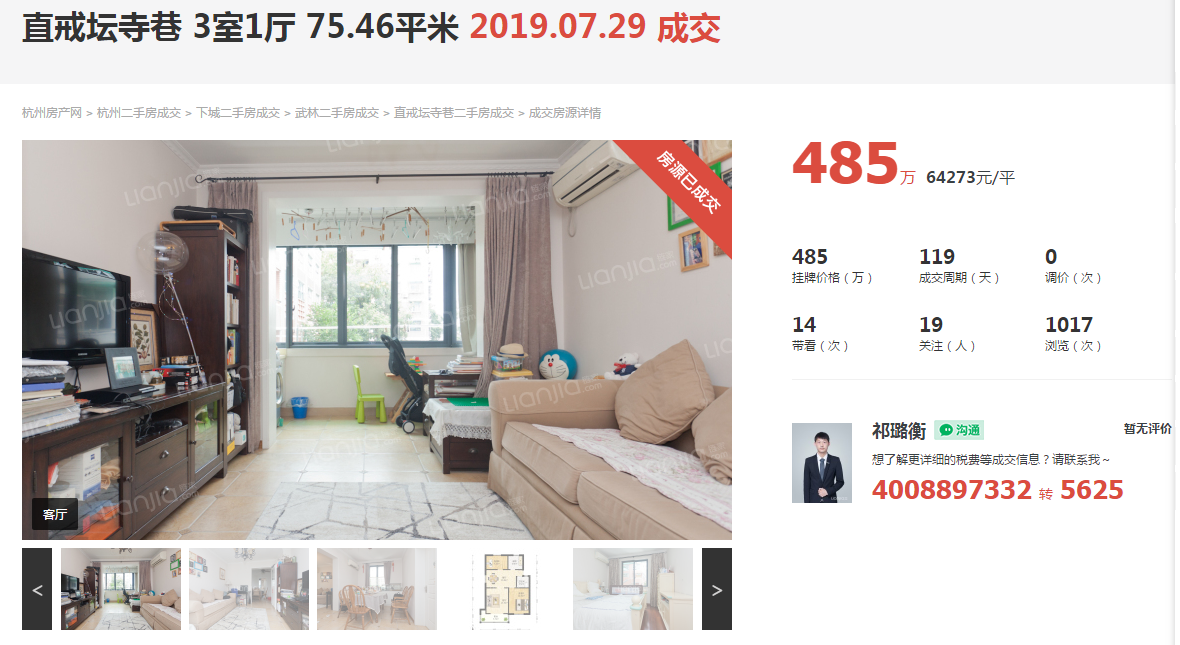 直戒坛寺巷 3室1厅 75.46平米 2019.07.29 成交
杭州房产网 > 杭州二手房成交 > 下城二手房成交 > 武林二手房成交 > 直戒坛寺巷二手房成交 > 成交房源详情
房源已成交
客厅
<
>
485万 64273元/平
485 119 0
挂牌价格（万） 成交周期（天） 调价（次）
14 19 1017
带看（次） 关注（人） 浏览（次）
祁璐衡 沟通 暂无评价
想了解更详细的税费等成交信息？请联系我～
4008897332 转 5625